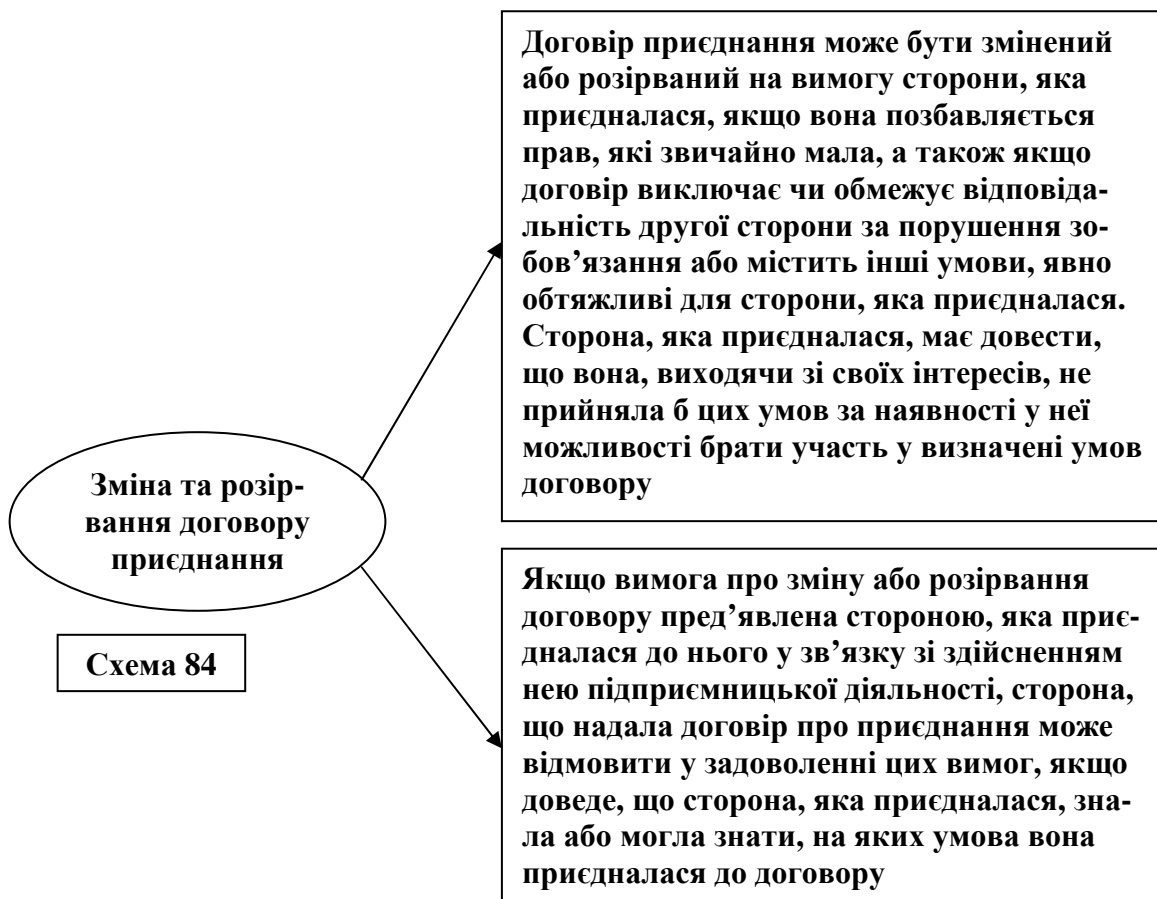 Договір приєднання може бути змінений
або розірваний на вимогу сторони, яка
приєдналася, якщо вона позбавляється
прав, які звичайно мала, а також якщо
договір виключає чи обмежує відповіда-
льність другої сторони за порушення зо-
бов’язання або містить інші умови, явно
обтяжливі для сторони, яка приєдналася.
Сторона, яка приєдналася, має довести,
що вона, виходячи зі своїх інтересів, не
прийняла б цих умов за наявності у неї
можливості брати участь у визначені умов
договору
Зміна та розір-
вання договору
приєднання
Схема 84
Якщо вимога про зміну або розірвання
договору пред’явлена стороною, яка приє-
дналася до нього у зв’язку зі здійсненням
нею підприємницької діяльності, сторона,
що надала договір про приєднання може
відмовити у задоволенні цих вимог, якщо
доведе, що сторона, яка приєдналася, зна-
ла або могла знати, на яких умова вона
приєдналася до договору